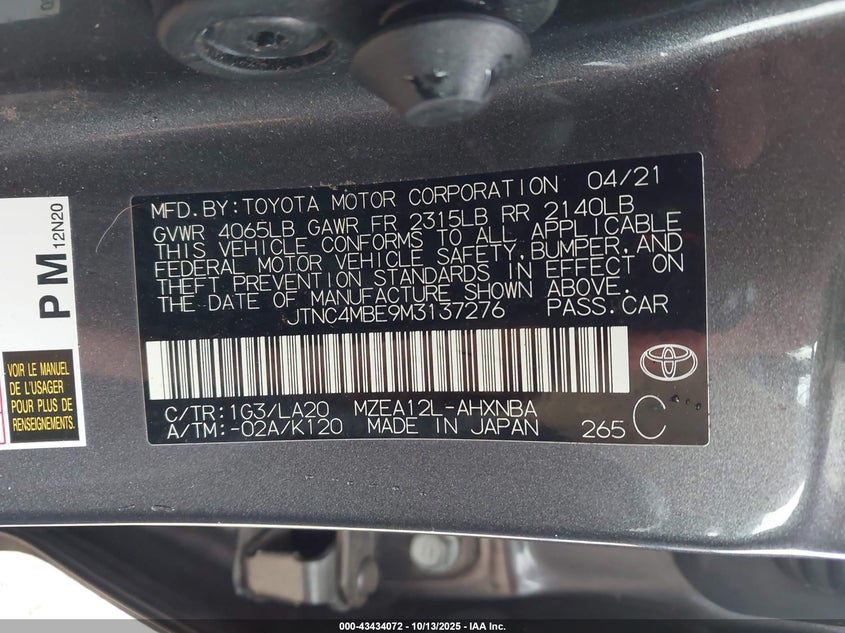 MFD.BY:TOYOTA MOTOR CORPORATION 04/21
GVWR 4065LB GAWR FR 2315LB RR 2140LB
THIS VEHICLE CONFORMS TO ALL APPLICABLE
FEDERAL MOTOR VEHICLE SAFETY,BUMPER,AND
THEFT PREVENTION STANDARDS IN EFFECT ON
THE DATE OF MANUFACTURE SHOWN ABOVE.
JTNC4MBE9M3137276 PASS.CAR
C/TR:1G3/LA20 MZEA12L-AHXNBA
A/TM:-02A/K120 MADE IN JAPAN 265 C
PM 12N20
VOIR LE MANUEL
DE L'USAGER
POUR PLUS DE
RENSEIGNEMENTS.
000-43434072 - 10/13/2025 - IAA Inc.